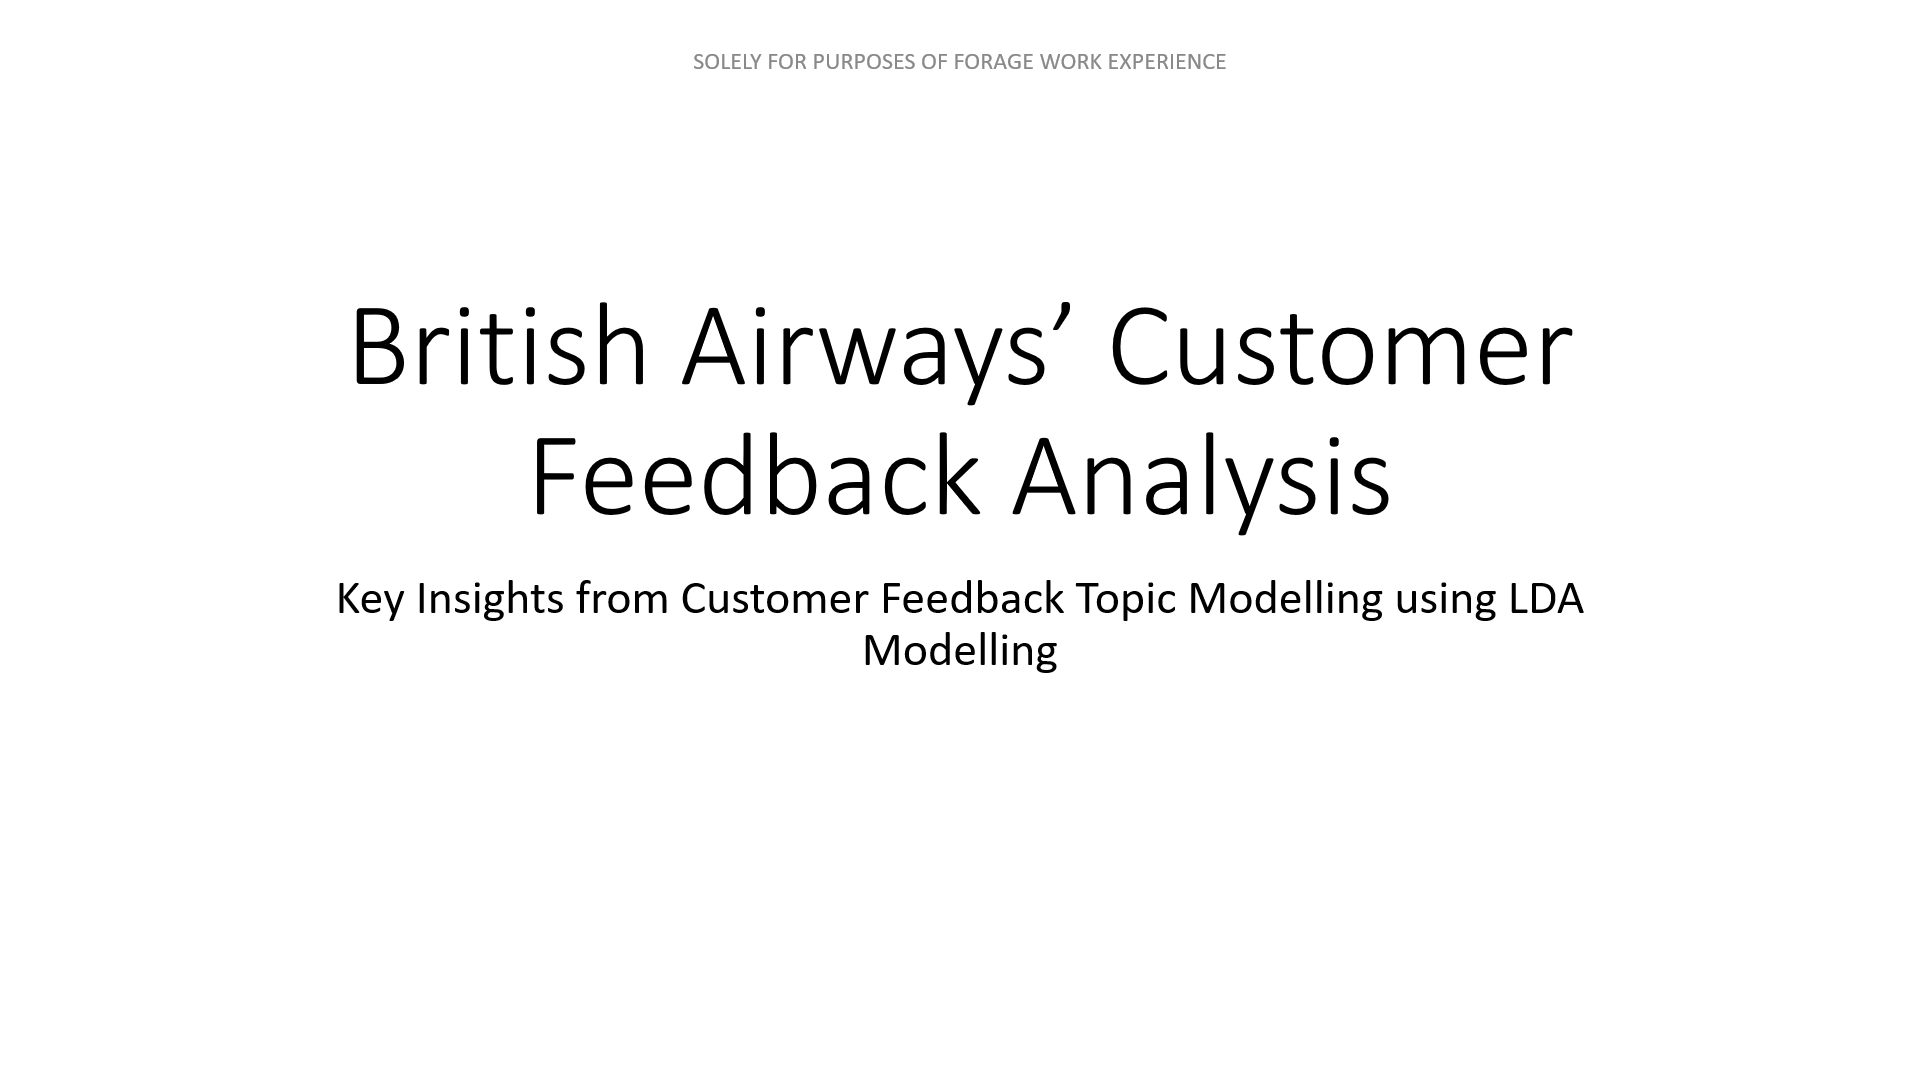 SOLELY FOR PURPOSES OF FORAGE WORK EXPERIENCE
British Airways’ Customer
Feedback Analysis
Key Insights from Customer Feedback Topic Modelling using LDA
Modelling